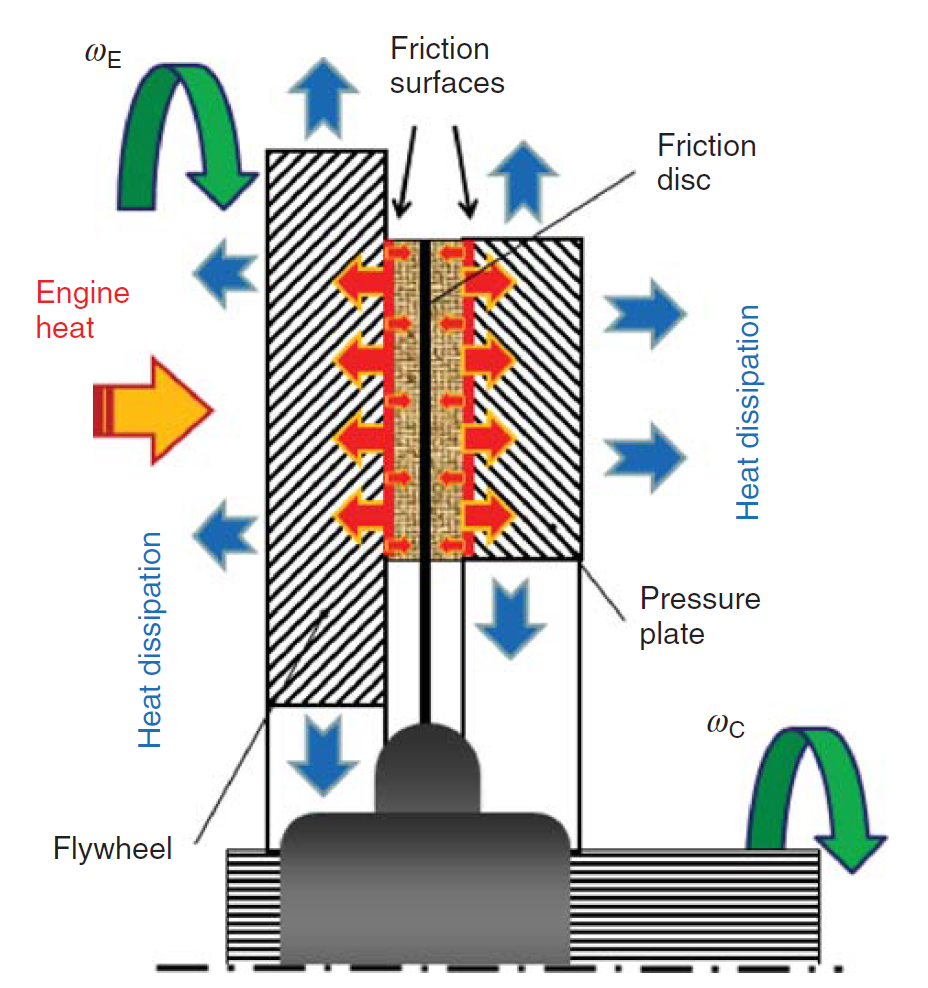 ωE
Friction
surfaces
Friction
disc
Engine
heat
Heat dissipation
Heat dissipation
Pressure
plate
ωC
Flywheel